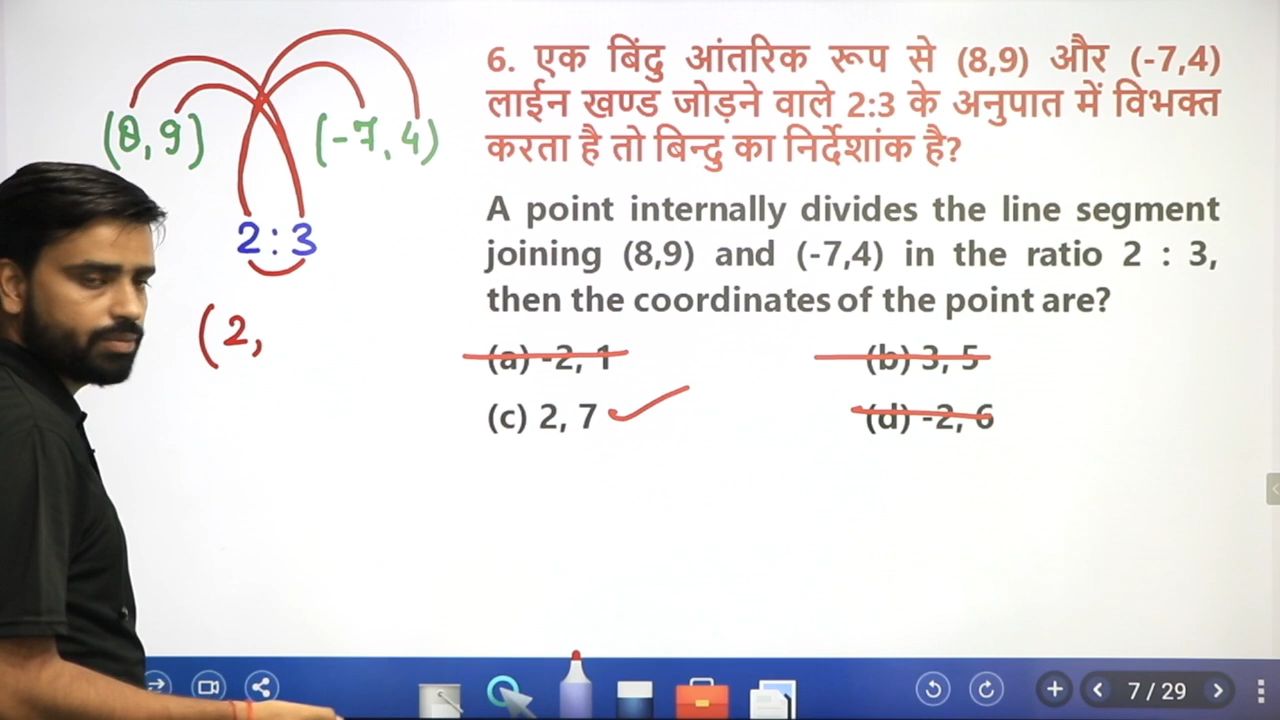 6. एक बिंदु आंतरिक रूप से (8,9) और (-7,4)
लाईन खण्ड जोड़ने वाले 2:3 के अनुपात में विभक्त
करता है तो बिन्दु का निर्देशांक है?
A point internally divides the line segment
joining (8,9) and (-7,4) in the ratio 2 : 3,
then the coordinates of the point are?
(a) -2, 1 (b) 3, 5
(c) 2, 7 (d) -2, 6
(8,9) (-7,4)
2:3
(2,
7 / 29